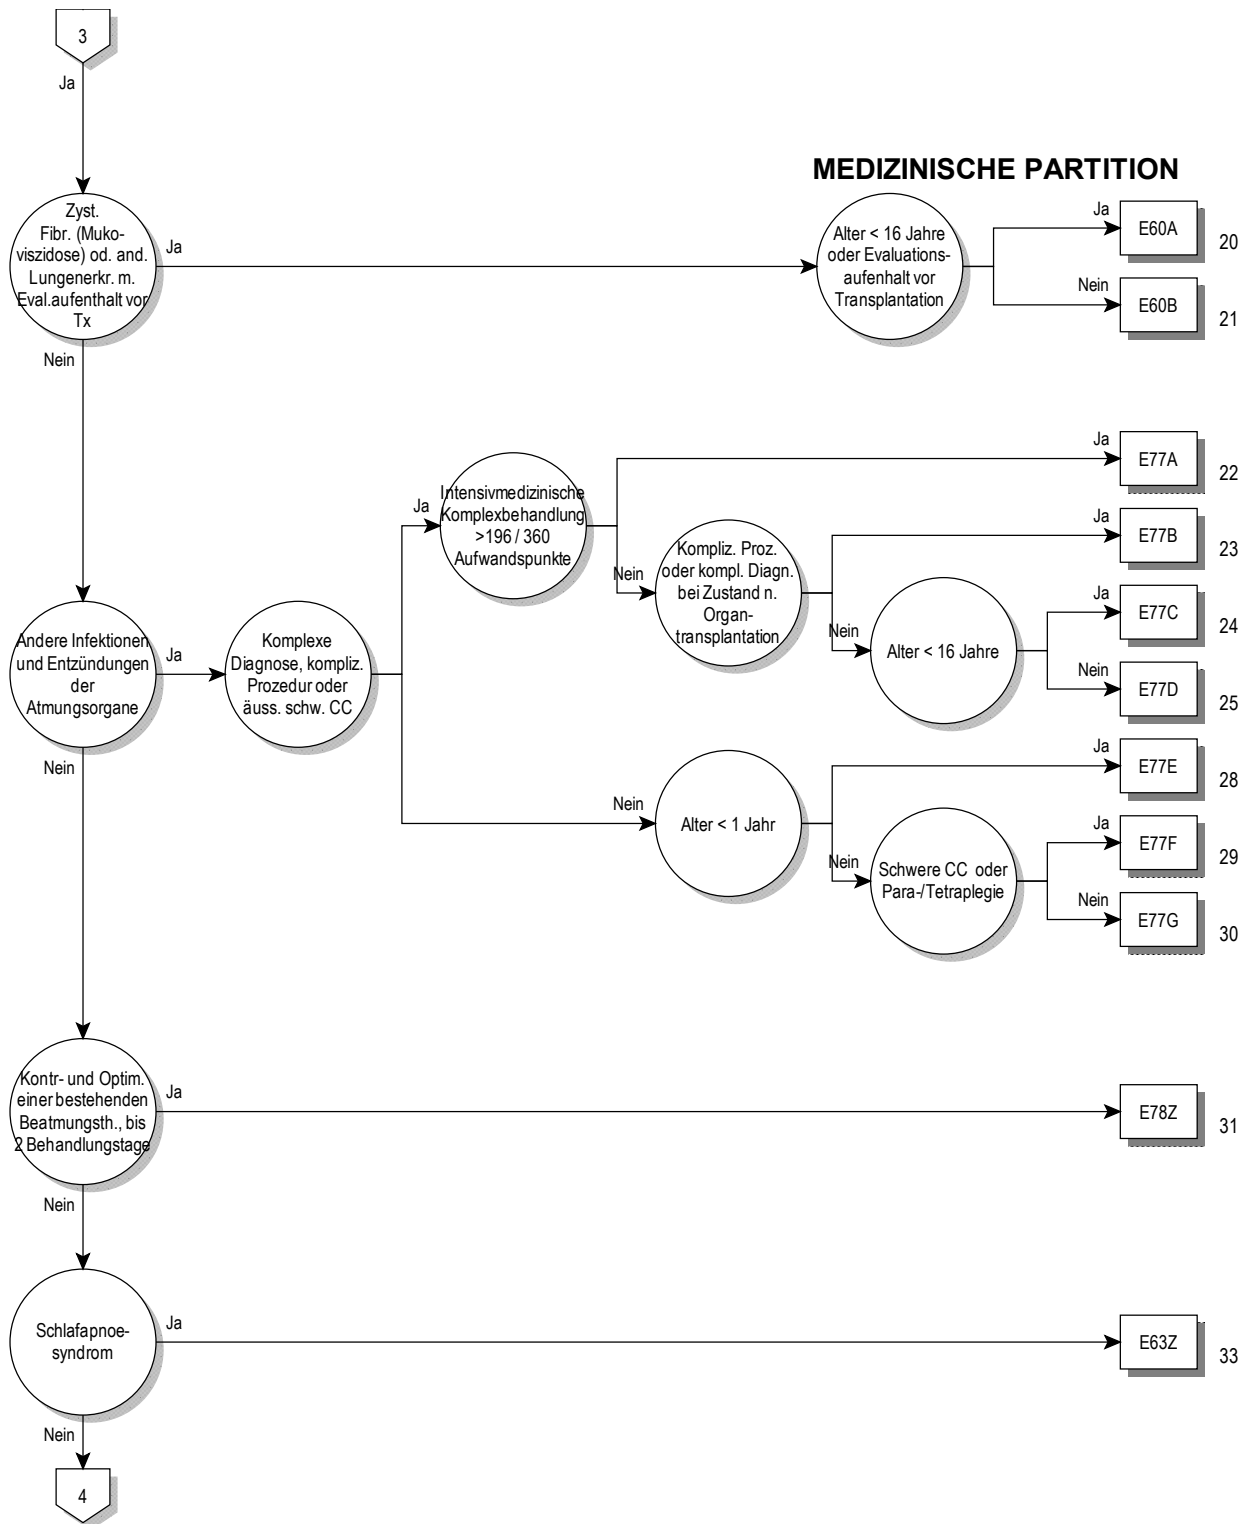 3
Ja
MEDIZINISCHE PARTITION
Zyst.
Fibr. (Muko-
viszidose) od. and.
Lungenerkr. m.
Eval.aufenthalt vor
Tx
Ja
Alter < 16 Jahre
oder Evaluations-
aufenhalt vor
Transplantation
Ja
E60A
20
Nein
E60B
21
Nein
Ja
E77A
22
Intensivmedizinische
Komplexbehandlung
>196 / 360
Aufwandspunkte
Ja
Ja
E77B
23
Kompliz. Proz.
oder kompl. Diagn.
bei Zustand n.
Organ-
transplantation
Nein
Ja
E77C
24
Nein
Alter < 16 Jahre
Andere Infektionen
und Entzündungen
der
Atmungsorgane
Ja
Komplexe
Diagnose, kompliz.
Prozedur oder
äuss. schw. CC
Nein
E77D
25
Nein
Ja
E77E
28
Nein
Alter < 1 Jahr
Ja
E77F
29
Nein
Schwere CC oder
Para-/Tetraplegie
Nein
E77G
30
Kontr- und Optim.
einer bestehenden
Beatmungsth., bis
2 Behandlungstage
Ja
E78Z
31
Nein
Schlafapnoe-
syndrom
Ja
E63Z
33
Nein
4